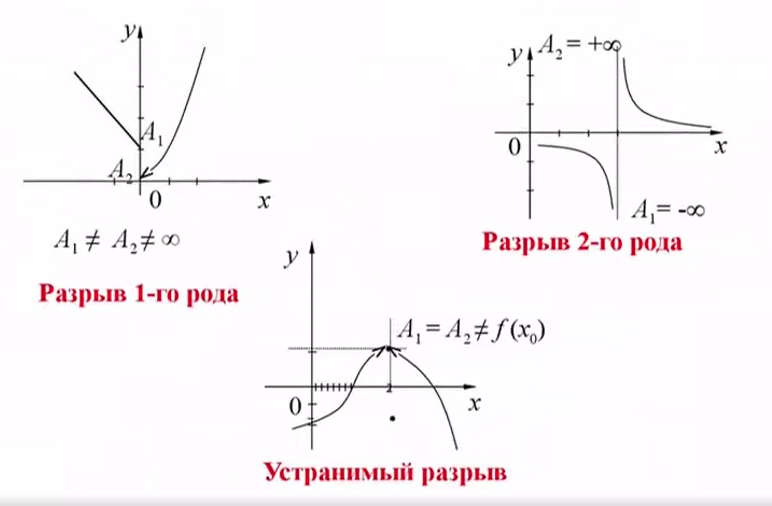 y
A₁
A₂
0
x
A₁ ≠ A₂ ≠ ∞
Разрыв 1-го рода
y
A₂ = +∞
0
x
A₁ = -∞
Разрыв 2-го рода
y
A₁ = A₂ ≠ f(x₀)
2
0
x
Устранимый разрыв